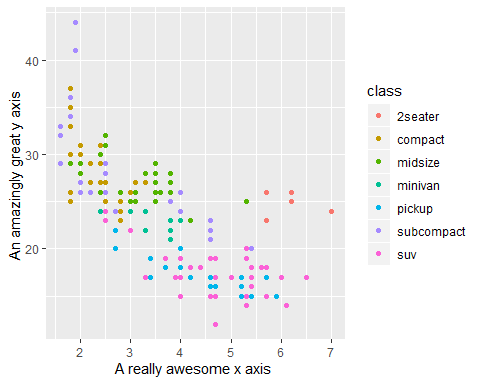 An amazingly great y axis
40
30
20
2
3
4
5
6
7
A really awesome x axis
class
2seater
compact
midsize
minivan
pickup
subcompact
suv